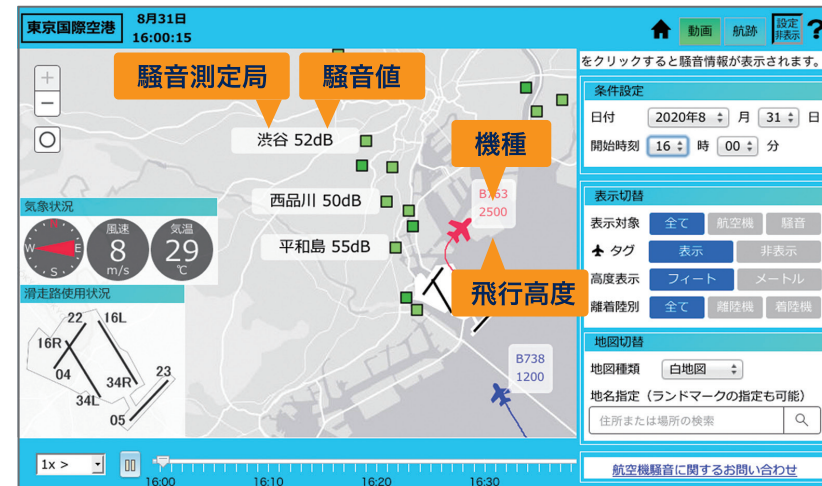 東京国際空港
8月31日
16:00:15
動画
航跡
設定
非表示
?
+
−
騒音測定局
騒音値
渋谷 52dB
西品川 50dB
平和島 55dB
機種
B763
2500
飛行高度
B738
1200
気象状況
N
W
E
S
風速
8
m/s
気温
29
℃
滑走路使用状況
22
16L
16R
04
34R
23
34L
05
をクリックすると騒音情報が表示されます。
条件設定
日付 2020年8 月 31 日
開始時刻 16 時 00 分
表示切替
表示対象 全て 航空機 騒音
タグ 表示 非表示
高度表示 フィート メートル
離着陸別 全て 離陸機 着陸機
地図切替
地図種類 白地図
地名指定（ランドマークの指定も可能）
住所または場所の検索
航空機騒音に関するお問い合わせ
1x >
16:00
16:10
16:20
16:30